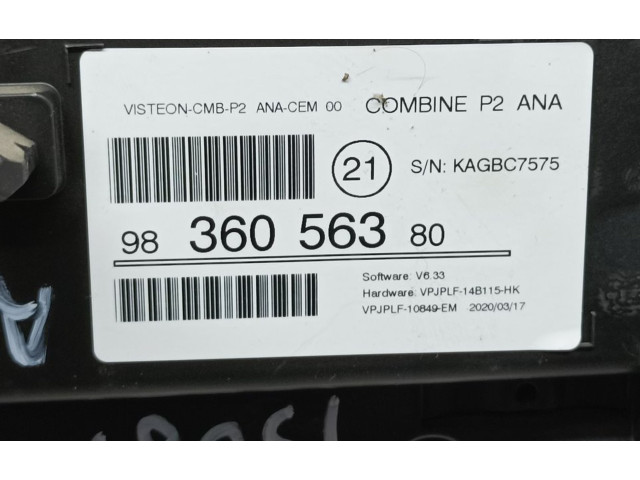 VISTEON-CMB-P2 ANA-CEM 00 COMBINE P2 ANA
21 S/N: KAGBC7575
98 360 563 80
Software: V6.33
Hardware: VPJPLF-14B115-HK
VPJPLF-10849-EM 2020/03/17